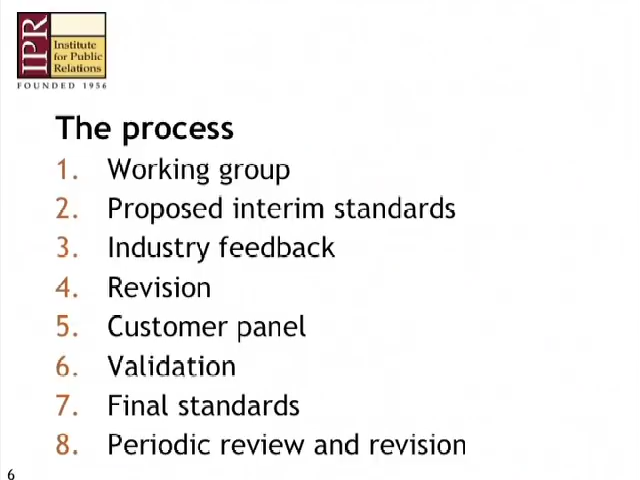 IPR
Institute
for Public
Relations
FOUNDED 1956
The process
1. Working group
2. Proposed interim standards
3. Industry feedback
4. Revision
5. Customer panel
6. Validation
7. Final standards
8. Periodic review and revision
6